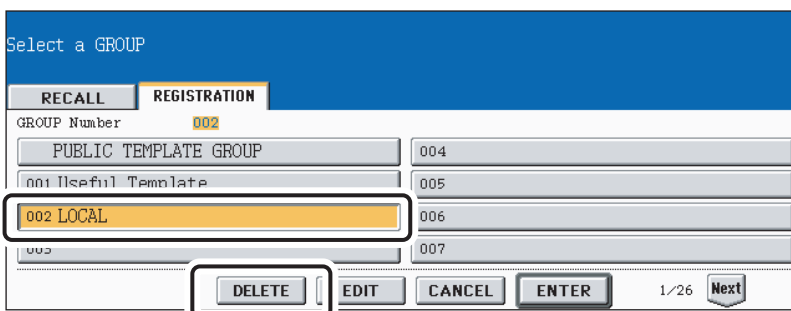 Select a GROUP
RECALL REGISTRATION
GROUP Number 002
PUBLIC TEMPLATE GROUP 004
001 Useful Template 005
002 LOCAL 006
003 007
DELETE EDIT CANCEL ENTER 1/26 Next